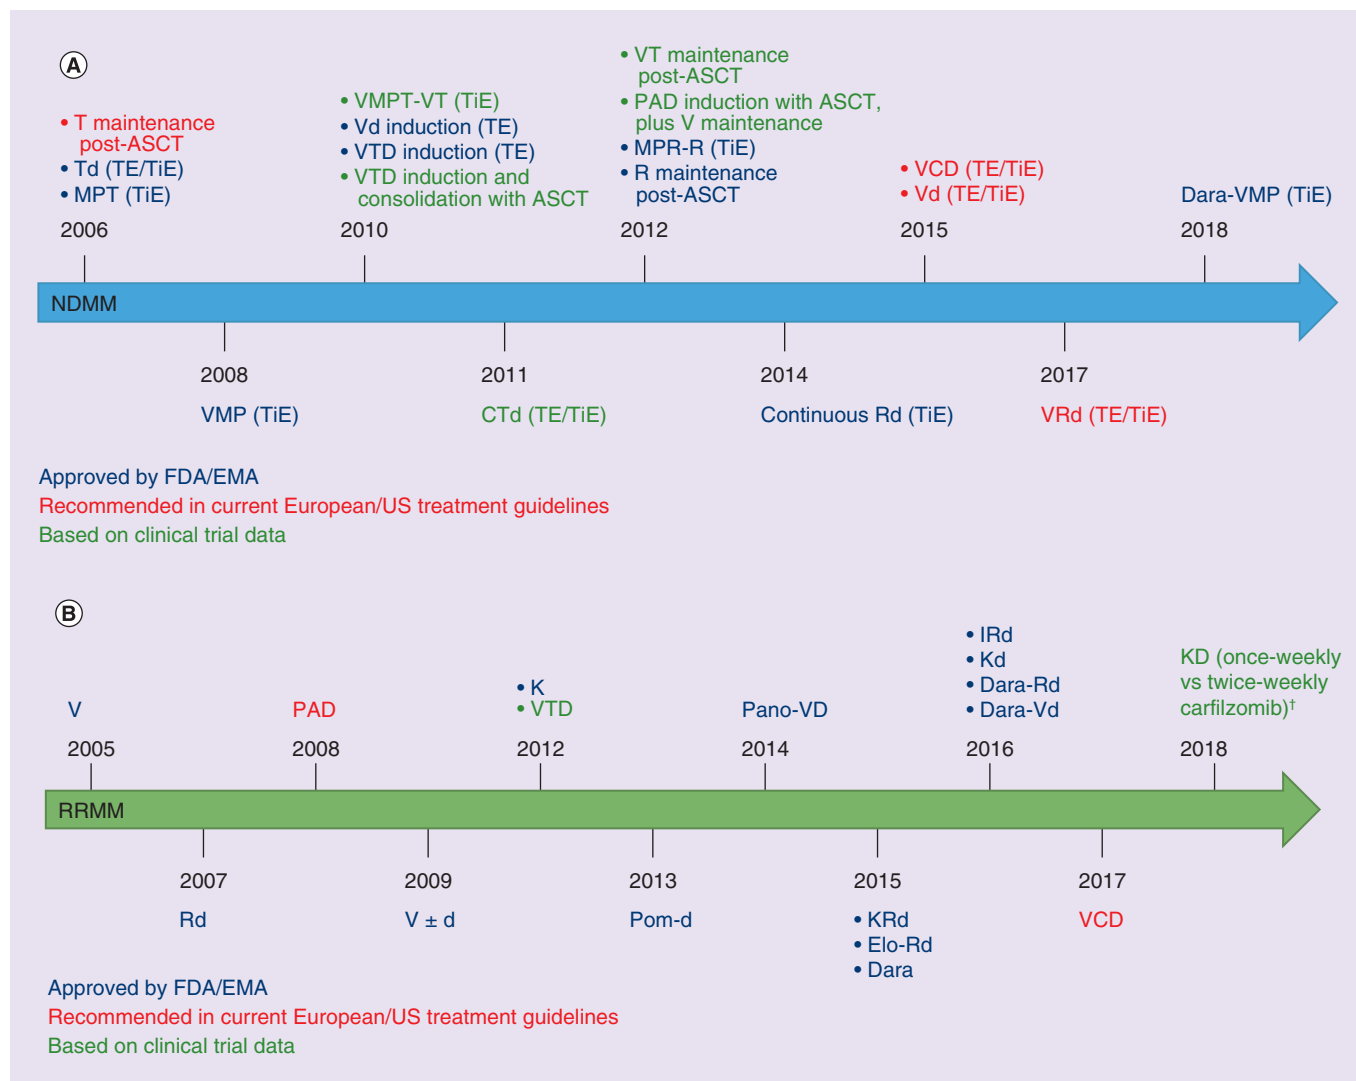 A
• T maintenance
post-ASCT
• Td (TE/TiE)
• MPT (TiE)
2006
• VMPT-VT (TiE)
• Vd induction (TE)
• VTD induction (TE)
• VTD induction and
consolidation with ASCT
2010
• VT maintenance
post-ASCT
• PAD induction with ASCT,
plus V maintenance
• MPR-R (TiE)
• R maintenance
post-ASCT
2012
• VCD (TE/TiE)
• Vd (TE/TiE)
2015
Dara-VMP (TiE)
2018
NDMM
2008
VMP (TiE)
2011
CTd (TE/TiE)
2014
Continuous Rd (TiE)
2017
VRd (TE/TiE)
Approved by FDA/EMA
Recommended in current European/US treatment guidelines
Based on clinical trial data
B
V
2005
PAD
2008
• K
• VTD
2012
Pano-VD
2014
• IRd
• Kd
• Dara-Rd
• Dara-Vd
2016
KD (once-weekly
vs twice-weekly
carfilzomib)†
2018
RRMM
2007
Rd
2009
V ± d
2013
Pom-d
2015
• KRd
• Elo-Rd
• Dara
2017
VCD
Approved by FDA/EMA
Recommended in current European/US treatment guidelines
Based on clinical trial data